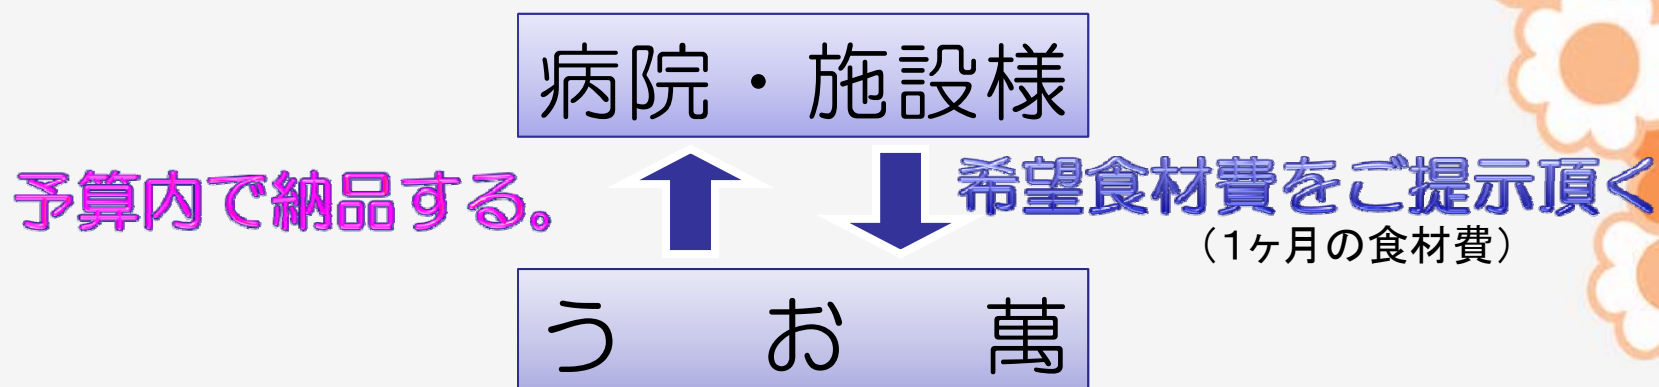 病院・施設様
予算内で納品する。
希望食材費をご提示頂く
（1ヶ月の食材費）
うお萬